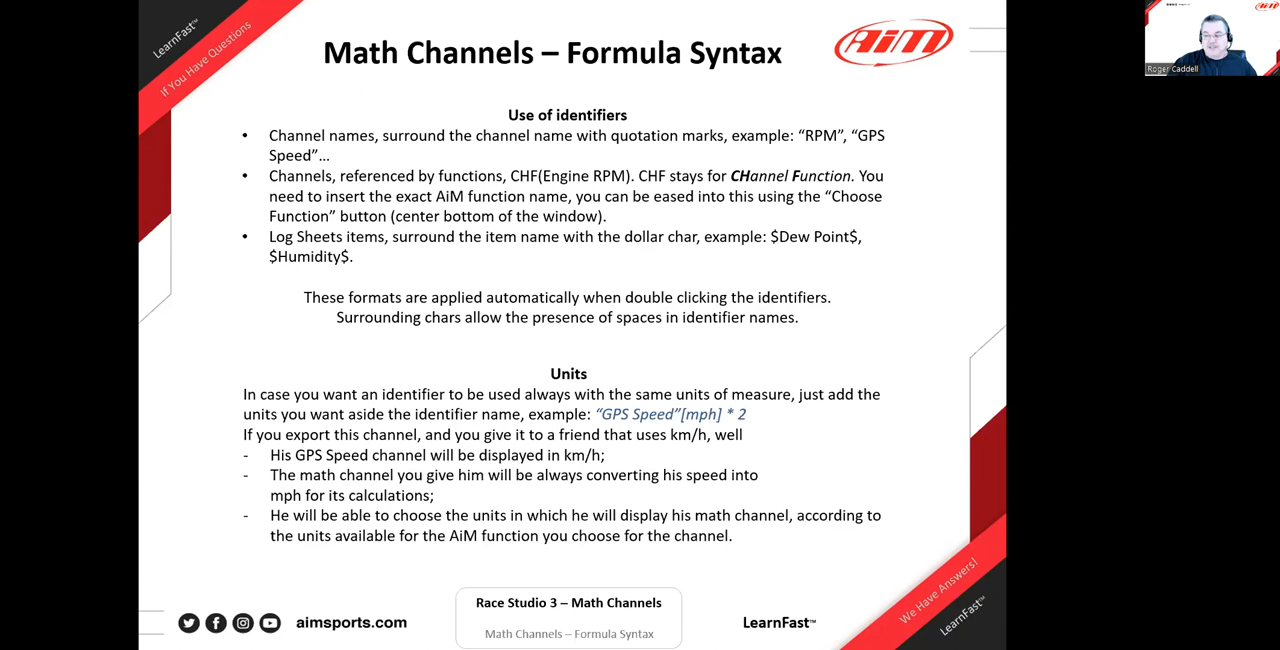 LearnFast™
If You Have Questions
Math Channels – Formula Syntax
AiM
Roger Caddell
Use of identifiers
• Channel names, surround the channel name with quotation marks, example: “RPM”, “GPS
Speed”…
• Channels, referenced by functions, CHF(Engine RPM). CHF stays for CHannel Function. You
need to insert the exact AiM function name, you can be eased into this using the “Choose
Function” button (center bottom of the window).
• Log Sheets items, surround the item name with the dollar char, example: $Dew Point$,
$Humidity$.
These formats are applied automatically when double clicking the identifiers.
Surrounding chars allow the presence of spaces in identifier names.
Units
In case you want an identifier to be used always with the same units of measure, just add the
units you want aside the identifier name, example: “GPS Speed”[mph] * 2
If you export this channel, and you give it to a friend that uses km/h, well
- His GPS Speed channel will be displayed in km/h;
- The math channel you give him will be always converting his speed into
mph for its calculations;
- He will be able to choose the units in which he will display his math channel, according to
the units available for the AiM function you choose for the channel.
aimsports.com
Race Studio 3 – Math Channels
Math Channels – Formula Syntax
LearnFast™
We Have Answers!
LearnFast™